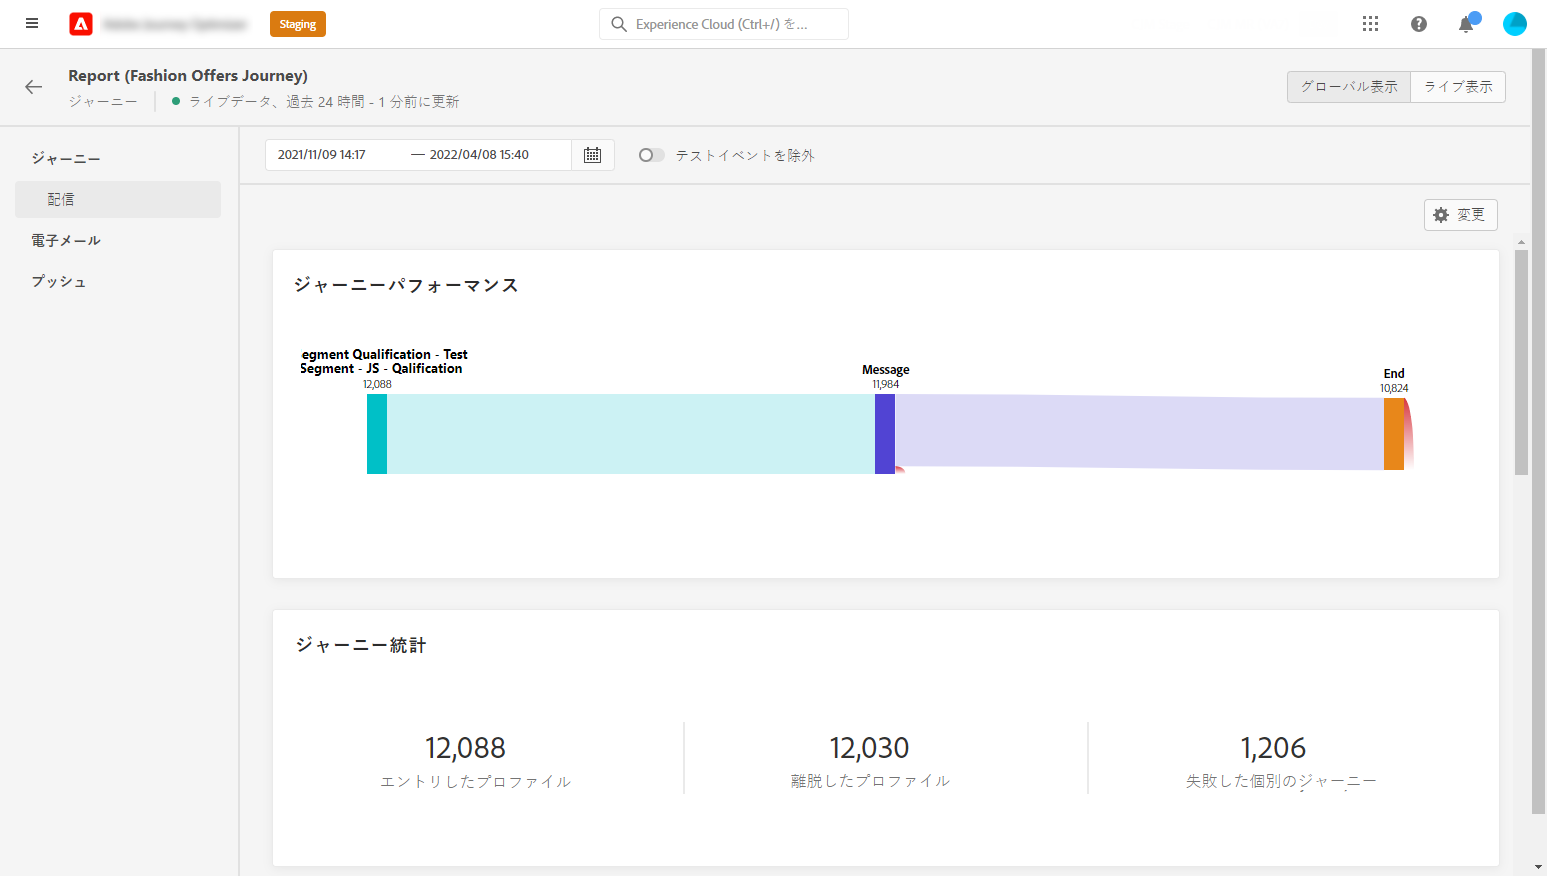 Staging
Experience Cloud (Ctrl+/) を...
Report (Fashion Offers Journey)
ジャーニー
ライブデータ、過去 24 時間 - 1 分前に更新
グローバル表示
ライブ表示
ジャーニー
配信
電子メール
プッシュ
2021/11/09 14:17 — 2022/04/08 15:40
テストイベントを除外
変更
ジャーニーパフォーマンス
egment Qualification - Test
Segment - JS - Qalification
12,088
Message
11,984
End
10,824
ジャーニー統計
12,088
エントリしたプロファイル
12,030
離脱したプロファイル
1,206
失敗した個別のジャーニー